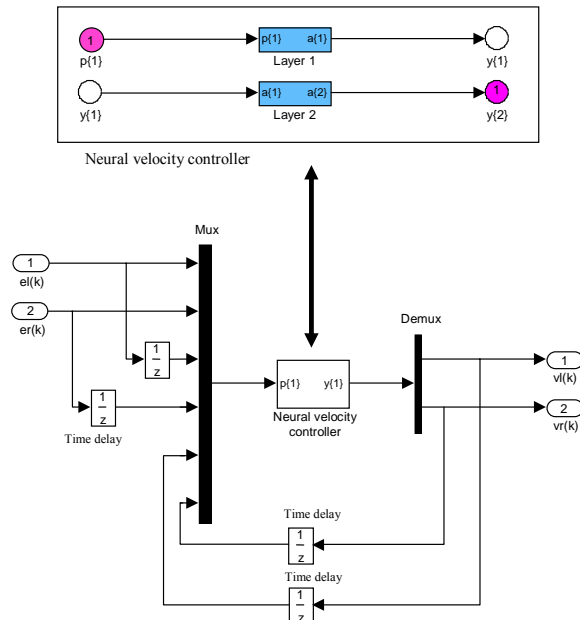 1
p{1}
p{1} a{1}
Layer 1
y{1}
y{1}
a{1} a{2}
Layer 2
1
y{2}
Neural velocity controller
Mux
1
el(k)
2
er(k)
1
z
1
z
Time delay
p{1} y{1}
Neural velocity
controller
Demux
1
vl(k)
2
vr(k)
Time delay
1
z
Time delay
1
z